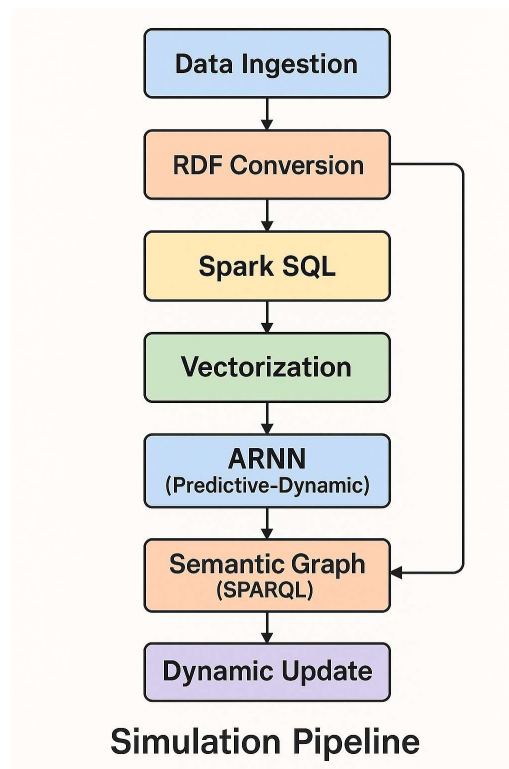 Data Ingestion
RDF Conversion
Spark SQL
Vectorization
ARNN
(Predictive-Dynamic)
Semantic Graph
(SPARQL)
Dynamic Update
Simulation Pipeline